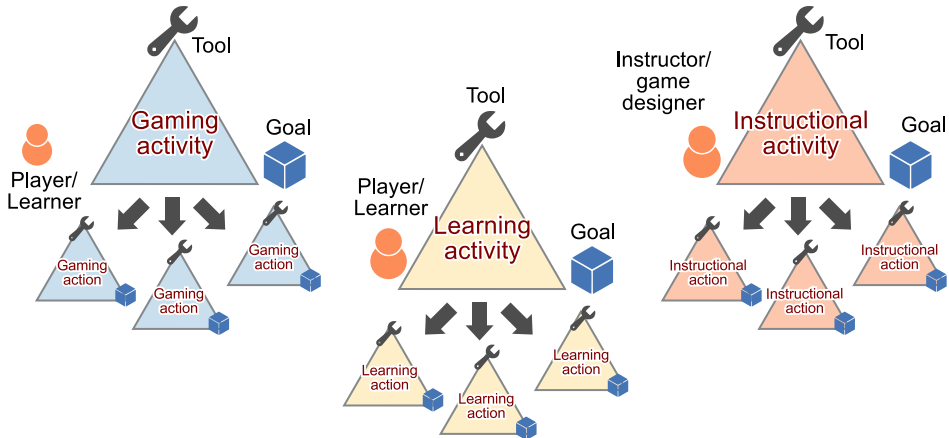 Tool
Gaming
activity
Goal
Player/
Learner
Gaming
action
Gaming
action
Gaming
action
Tool
Player/
Learner
Learning
activity
Goal
Learning
action
Learning
action
Learning
action
Instructor/
game
designer
Tool
Instructional
activity
Goal
Instructional
action
Instructional
action
Instructional
action